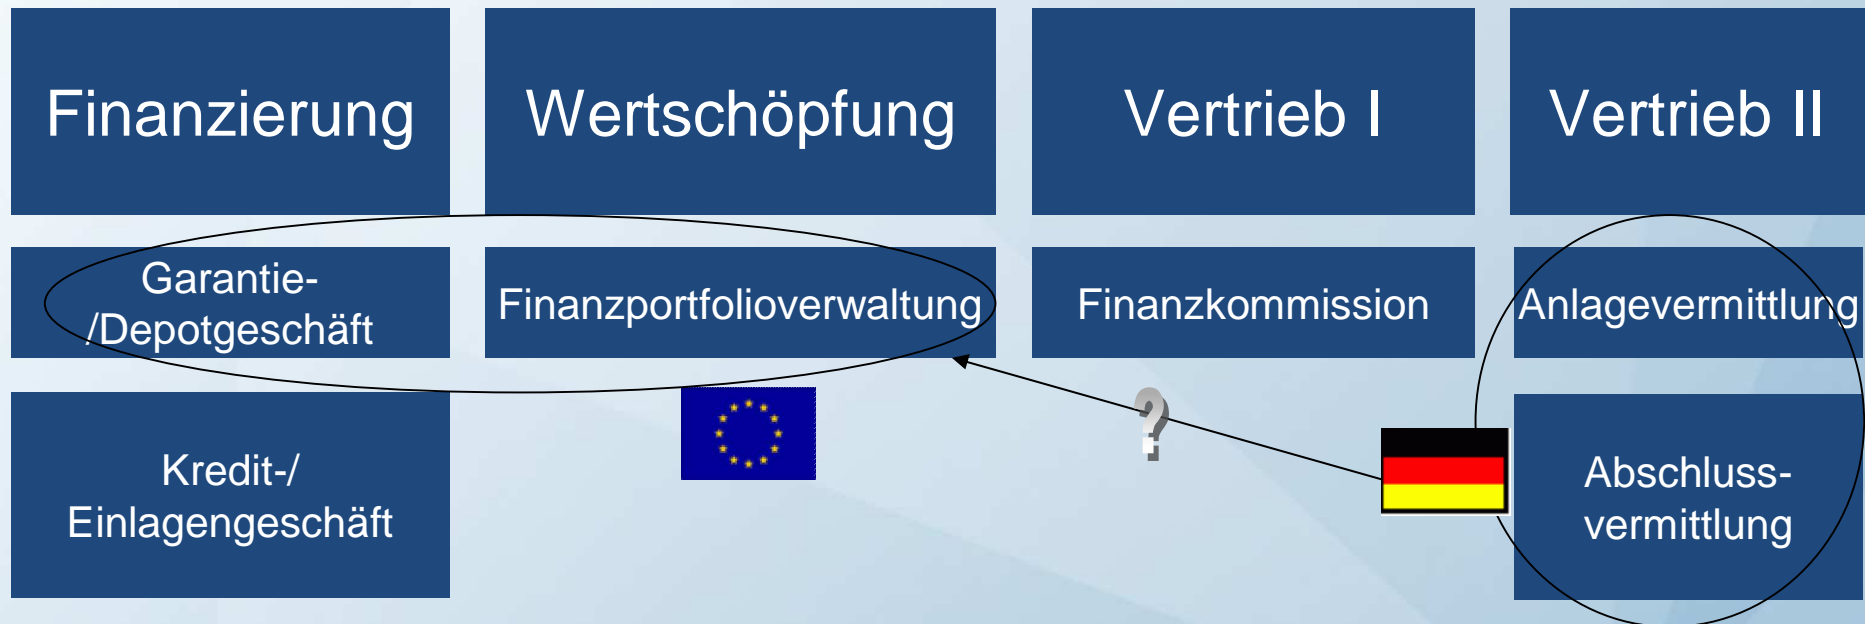 Finanzierung
Wertschöpfung
Vertrieb I
Vertrieb II
Garantie-
/Depotgeschäft
Finanzportfolioverwaltung
Finanzkommission
Anlagevermittlung
Kredit-/
Einlagengeschäft
?
Abschluss-
vermittlung